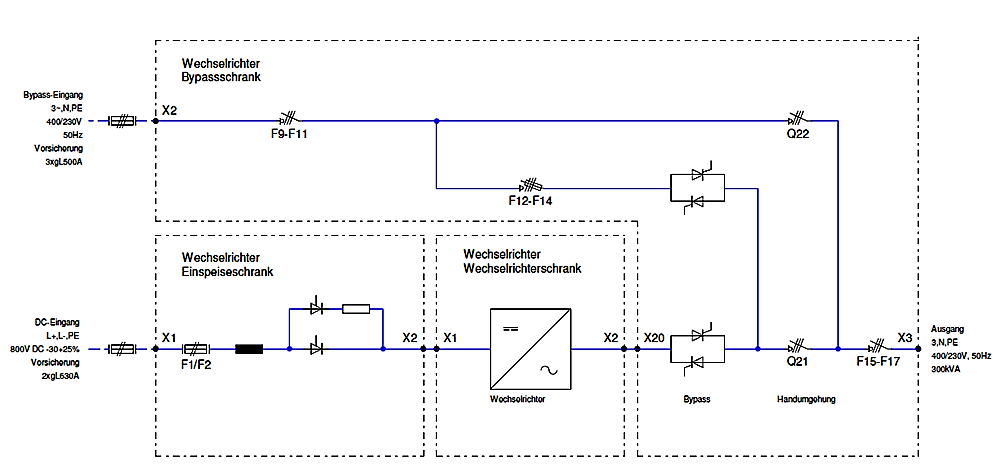 Wechselrichter
Bypassschrank
Bypass-Eingang
3~,N,PE
400/230V
50Hz
Vorsicherung
3xgL500A
X2
F9-F11
Q22
F12-F14
Wechselrichter
Einspeiseschrank
Wechselrichter
Wechselrichterschrank
DC-Eingang
L+,L-,PE
800V DC -30+25%
Vorsicherung
2xgL630A
X1
F1/F2
X2
X1
X2
Wechselrichter
X20
Bypass
Q21
Handumgehung
F15-F17
X3
Ausgang
3,N,PE
400/230V, 50Hz
300kVA